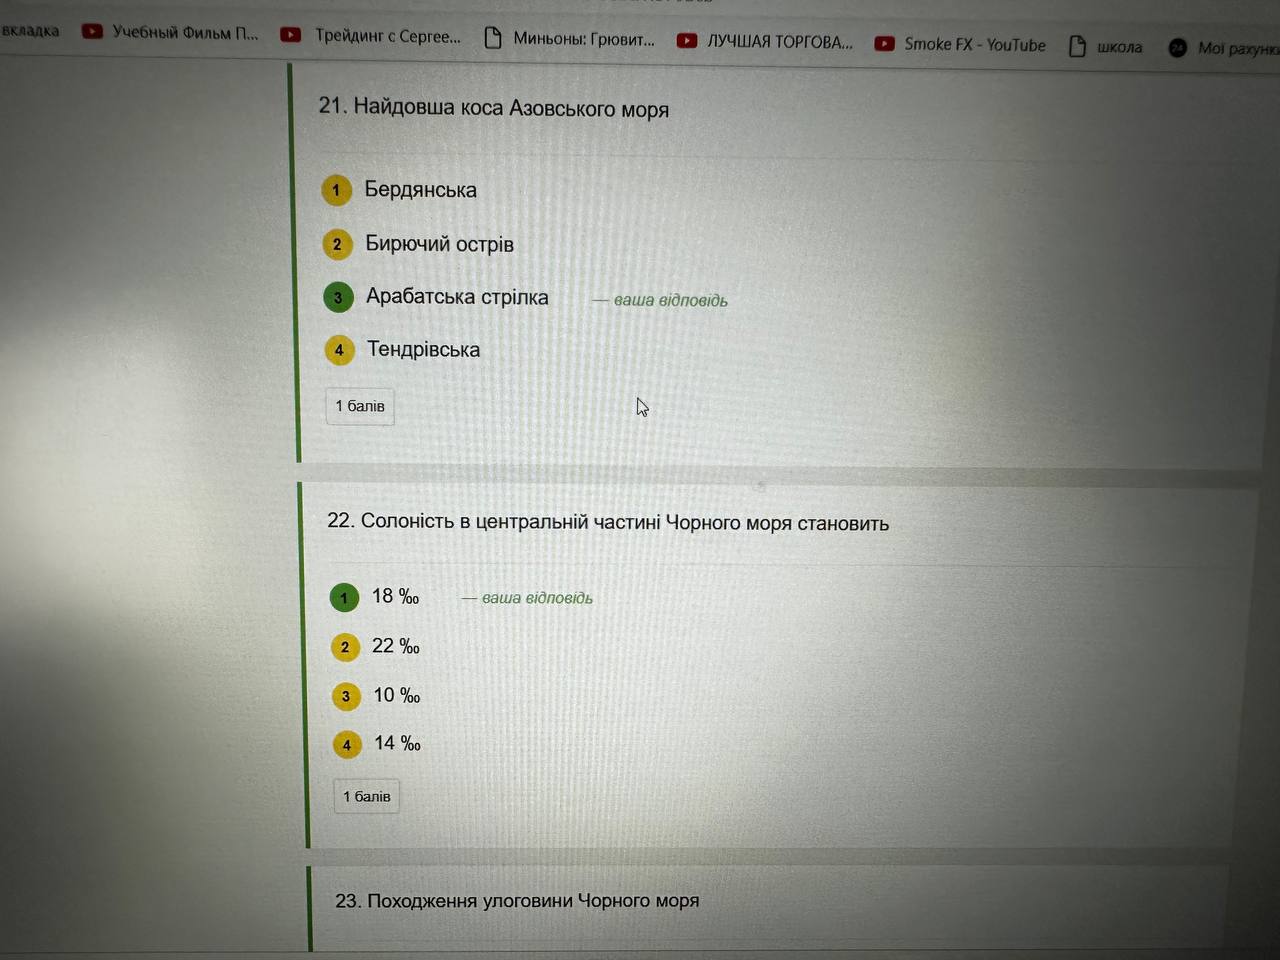 вкладка
Учебный Фильм П...
Трейдинг с Сергее...
Миньоны: Грювит...
ЛУЧШАЯ ТОРГОВА...
Smoke FX - YouTube
школа
24
Мої рахунки
21. Найдовша коса Азовського моря
1 Бердянська
2 Бирючий острів
3 Арабатська стрілка — ваша відповідь
4 Тендрівська
1 балів
22. Солоність в центральній частині Чорного моря становить
1 18 ‰ — ваша відповідь
2 22 ‰
3 10 ‰
4 14 ‰
1 балів
23. Походження улоговини Чорного моря